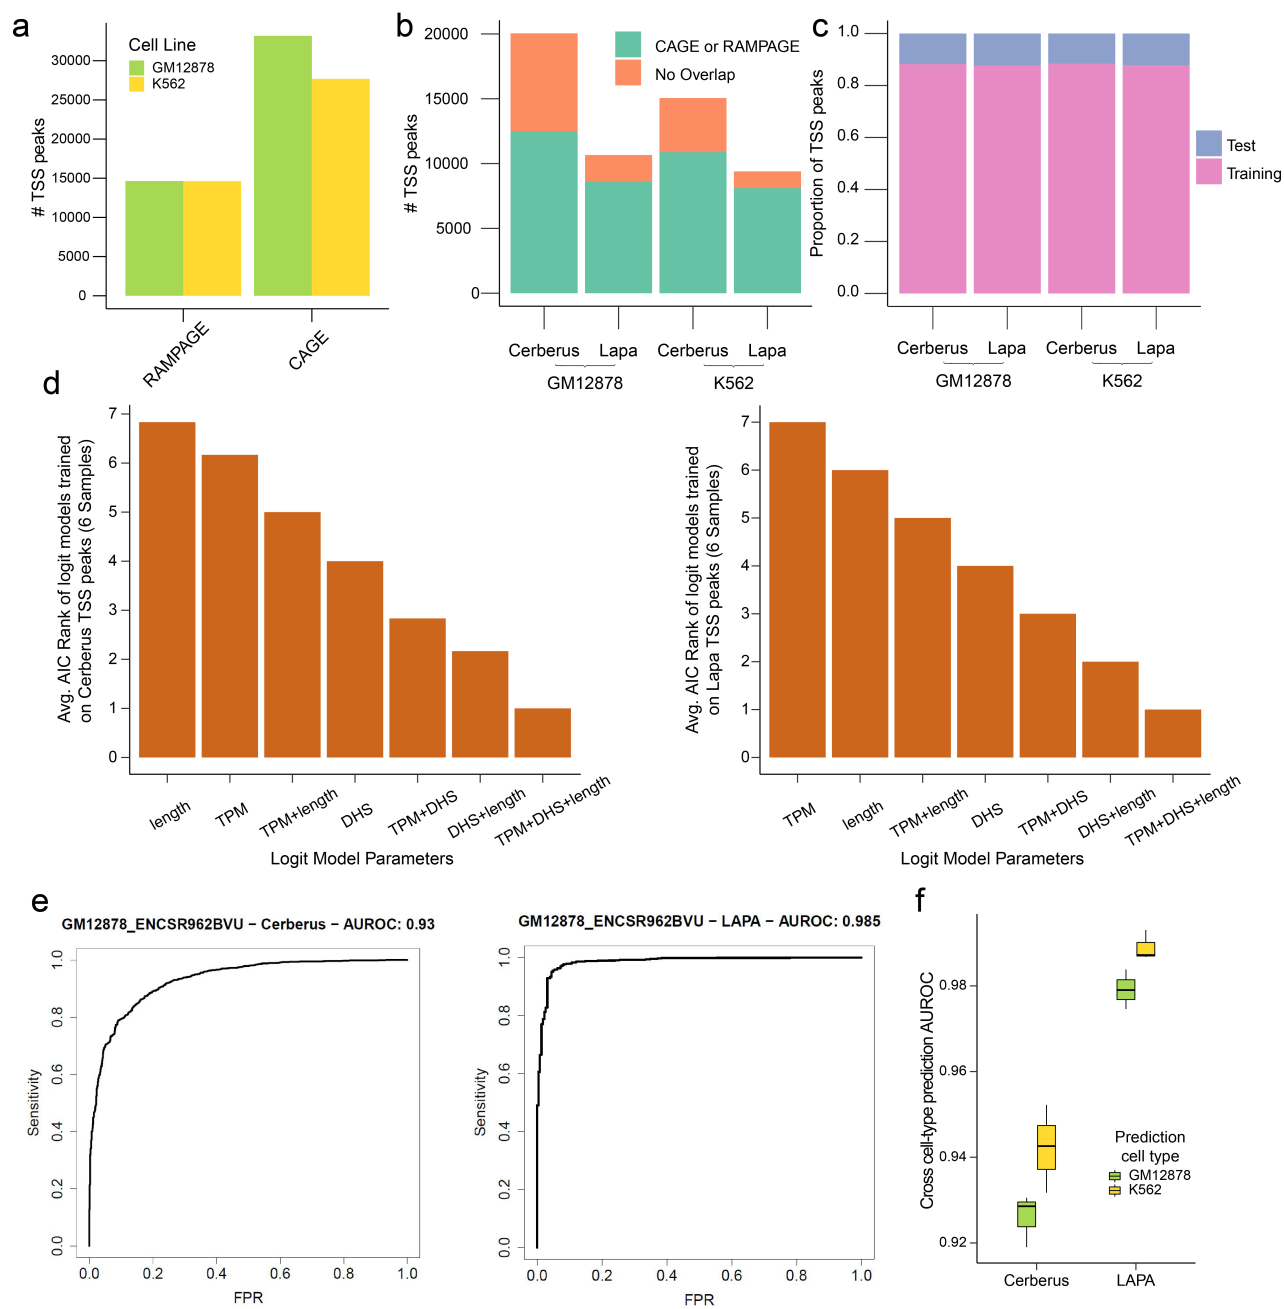 a
# TSS peaks
30000
25000
20000
15000
10000
5000
0
Cell Line
GM12878
K562
RAMPAGE
CAGE
b
# TSS peaks
20000
15000
10000
5000
0
CAGE or RAMPAGE
No Overlap
Cerberus
Lapa
Cerberus
Lapa
GM12878
K562
c
Proportion of TSS peaks
1.0
0.8
0.6
0.4
0.2
0.0
Test
Training
Cerberus
Lapa
Cerberus
Lapa
GM12878
K562
d
Avg. AIC Rank of logit models trained
on Cerberus TSS peaks (6 Samples)
7
6
5
4
3
2
1
0
length
TPM
TPM+length
DHS
TPM+DHS
DHS+length
TPM+DHS+length
Logit Model Parameters
Avg. AIC Rank of logit models trained
on Lapa TSS peaks (6 Samples)
7
6
5
4
3
2
1
0
TPM
length
TPM+length
DHS
TPM+DHS
DHS+length
TPM+DHS+length
Logit Model Parameters
e
GM12878_ENCSR962BVU − Cerberus − AUROC: 0.93
Sensitivity
1.0
0.8
0.6
0.4
0.2
0.0
0.0 0.2 0.4 0.6 0.8 1.0
FPR
GM12878_ENCSR962BVU − LAPA − AUROC: 0.985
Sensitivity
1.0
0.8
0.6
0.4
0.2
0.0
0.0 0.2 0.4 0.6 0.8 1.0
FPR
f
Cross cell-type prediction AUROC
0.98
0.96
0.94
0.92
Prediction
cell type
GM12878
K562
Cerberus
LAPA